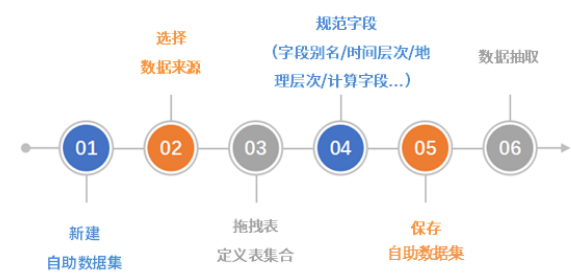 规范字段
（字段别名/时间层次/地
理层次/计算字段...）
选择
数据来源
数据抽取
01
02
03
04
05
06
新建
自助数据集
拖拽表
定义表集合
保存
自助数据集